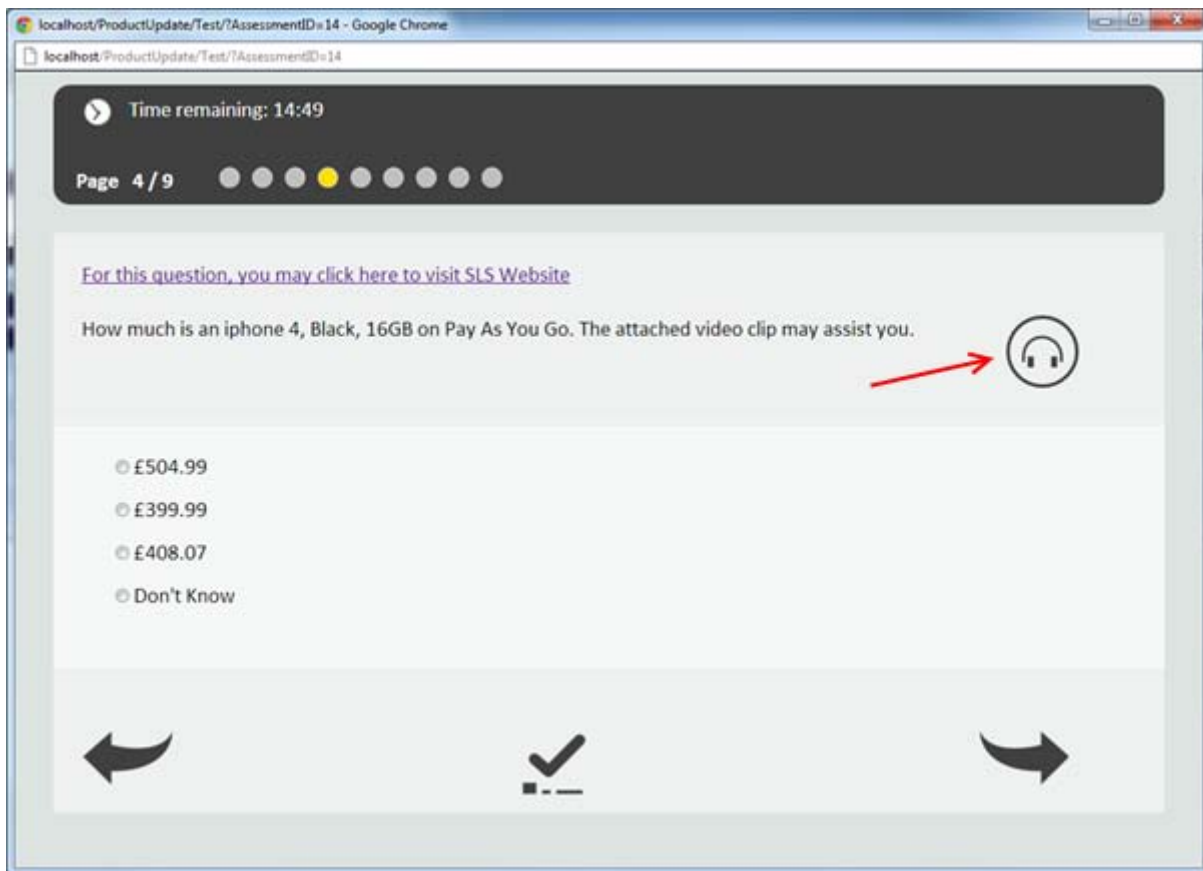 localhost/ProductUpdate/Test/?AssessmentID=14 - Google Chrome
localhost/ProductUpdate/Test/?AssessmentID=14
Time remaining: 14:49
Page 4 / 9
For this question, you may click here to visit SLS Website
How much is an iphone 4, Black, 16GB on Pay As You Go. The attached video clip may assist you.
£504.99
£399.99
£408.07
Don't Know